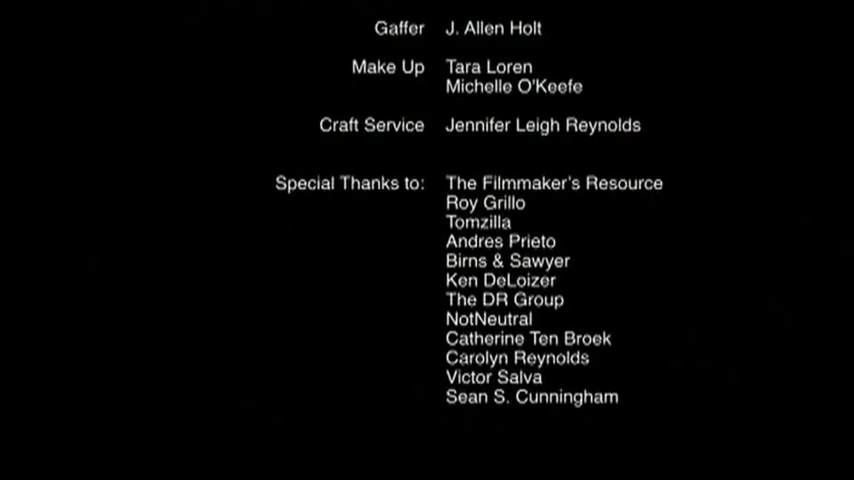 Gaffer J. Allen Holt
Make Up Tara Loren
Michelle O'Keefe
Craft Service Jennifer Leigh Reynolds
Special Thanks to: The Filmmaker's Resource
Roy Grillo
Tomzilla
Andres Prieto
Birns & Sawyer
Ken DeLoizer
The DR Group
NotNeutral
Catherine Ten Broek
Carolyn Reynolds
Victor Salva
Sean S. Cunningham